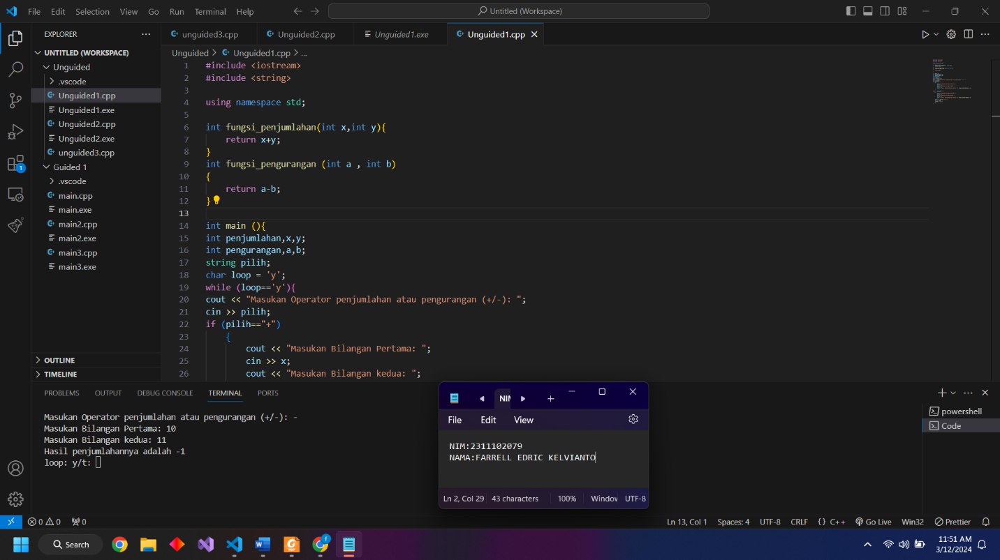 File Edit Selection View Go Run Terminal Help
Untitled (Workspace)
EXPLORER
UNTITLED (WORKSPACE)
Unguided
.vscode
Unguided1.cpp
Unguided1.exe
Unguided2.cpp
Unguided2.exe
unguided3.cpp
Guided 1
.vscode
main.cpp
main.exe
main2.cpp
main2.exe
main3.cpp
main3.exe
OUTLINE
TIMELINE
1
unguided3.cpp Unguided2.cpp Unguided1.exe Unguided1.cpp
Unguided > Unguided1.cpp > ...
1 #include <iostream>
2 #include <string>
3
4 using namespace std;
5
6 int fungsi_penjumlahan(int x,int y){
7 return x+y;
8 }
9 int fungsi_pengurangan (int a , int b)
10 {
11 return a-b;
12 }
13
14 int main (){
15 int penjumlahan,x,y;
16 int pengurangan,a,b;
17 string pilih;
18 char loop = 'y';
19 while (loop=='y'){
20 cout << "Masukan Operator penjumlahan atau pengurangan (+/-): ";
21 cin >> pilih;
22 if (pilih=="+")
23 {
24 cout << "Masukan Bilangan Pertama: ";
25 cin >> x;
26 cout << "Masukan Bilangan kedua: ";
PROBLEMS OUTPUT DEBUG CONSOLE TERMINAL PORTS
Masukan Operator penjumlahan atau pengurangan (+/-): -
Masukan Bilangan Pertama: 10
Masukan Bilangan kedua: 11
Hasil penjumlahannya adalah -1
loop: y/t:
powershell
Code
NIM
File Edit View
NIM:2311102079
NAMA:FARRELL EDRIC KELVIANTO
Ln 2, Col 29 43 characters 100% Window UTF-8
0 0 0
Ln 13, Col 1 Spaces: 4 UTF-8 CRLF {} C++ Go Live Win32 Prettier
Search
11:51 AM
3/12/2024